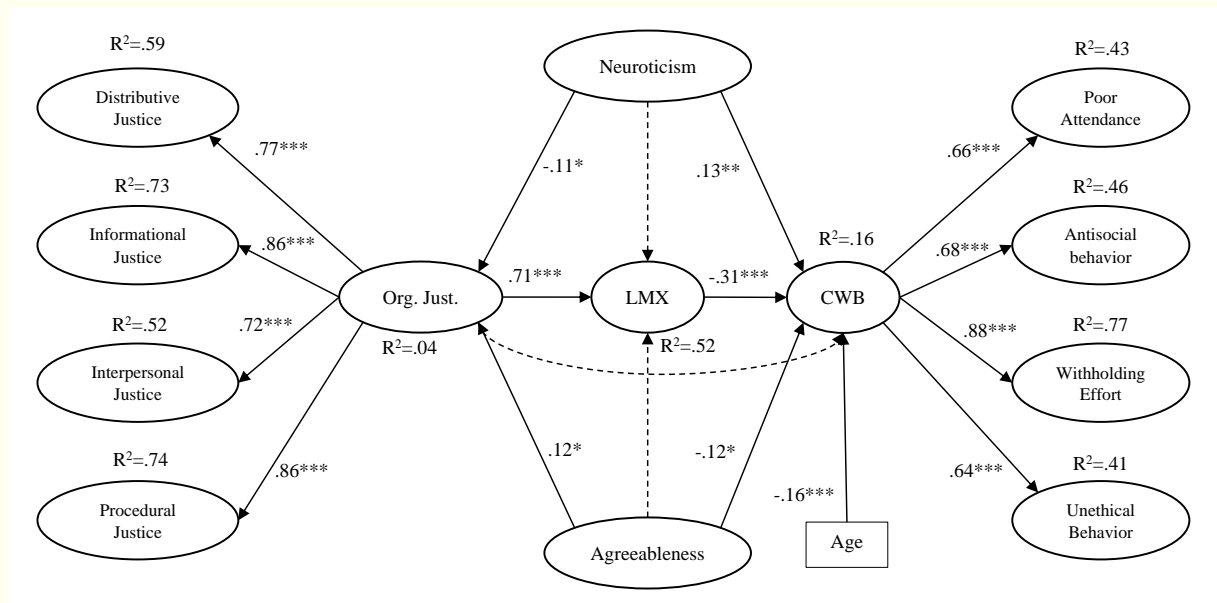 R²=.59
Distributive
Justice
.77***
R²=.73
Informational
Justice
.86***
R²=.52
Interpersonal
Justice
.72***
R²=.74
Procedural
Justice
.86***
Neuroticism
-.11*
.13**
Org. Just.
R²=.04
.71***
LMX
R²=.52
-.31***
R²=.16
CWB
.12*
-.12*
-.16***
Agreeableness
Age
R²=.43
Poor
Attendance
.66***
R²=.46
Antisocial
behavior
.68***
R²=.77
Withholding
Effort
.88***
R²=.41
Unethical
Behavior
.64***